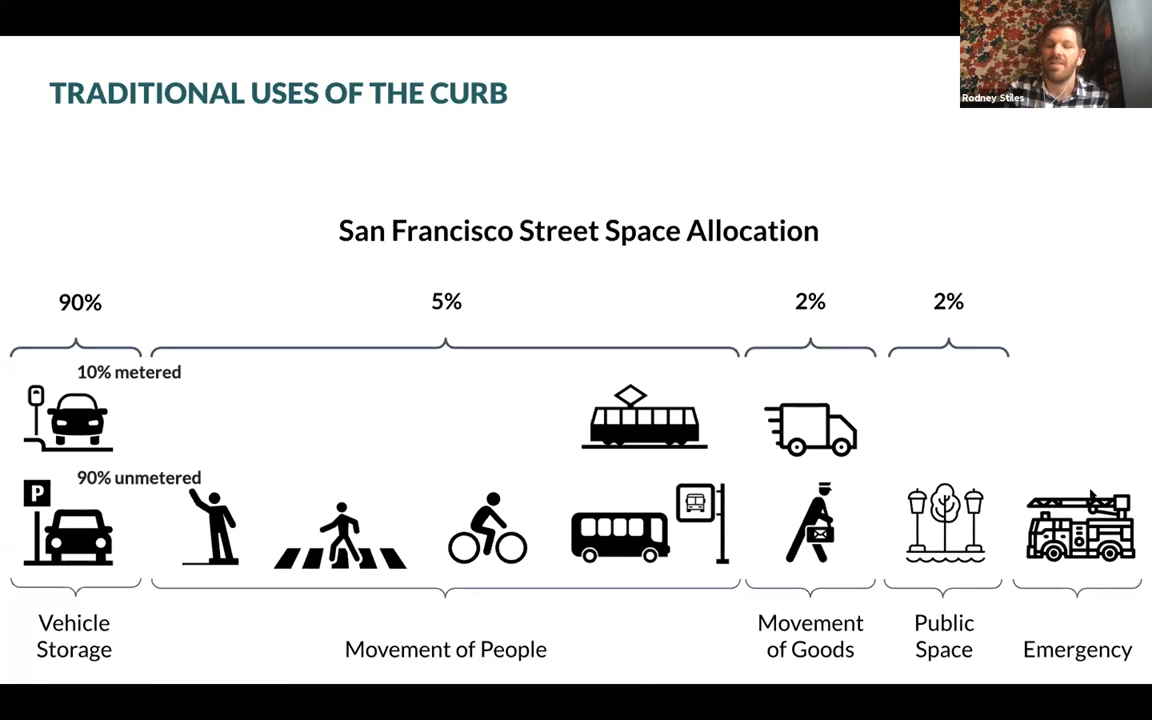 Rodney Stiles
TRADITIONAL USES OF THE CURB
San Francisco Street Space Allocation
90%
5%
2%
2%
10% metered
90% unmetered
P
Vehicle
Storage
Movement of People
Movement
of Goods
Public
Space
Emergency